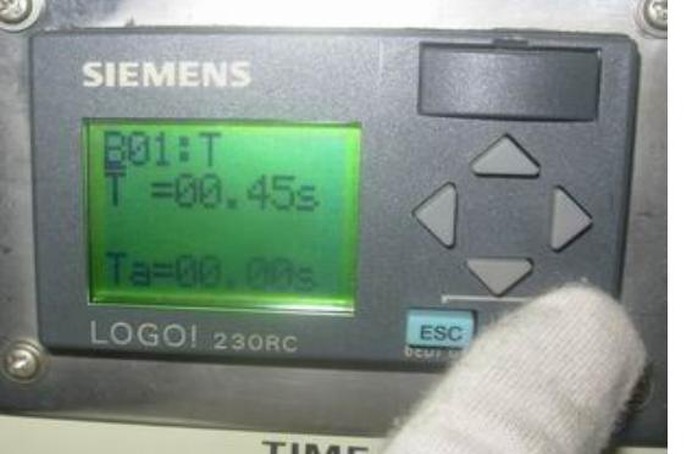 SIEMENS
B01:T
T =00.45s
Ta=00.00s
LOGO! 230RC
ESC
TIME